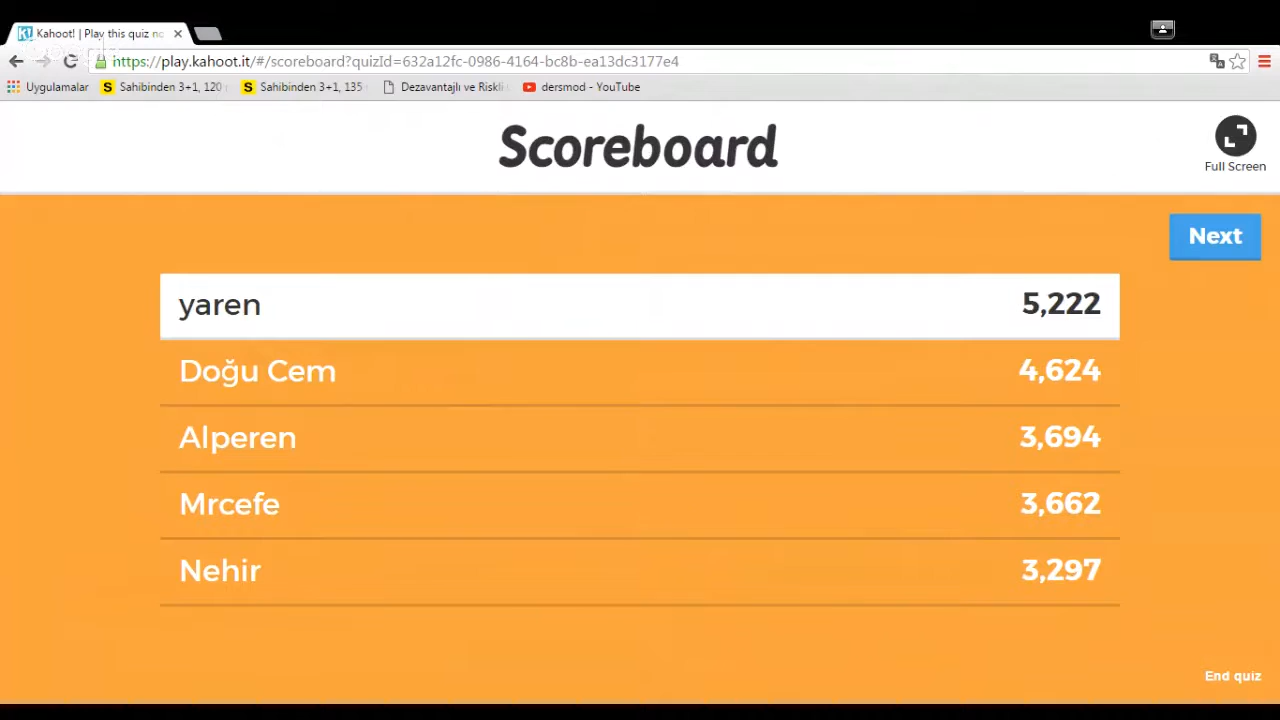 Kahoot! | Play this quiz no
https://play.kahoot.it/#/scoreboard?quizId=632a12fc-0986-4164-bc8b-ea13dc3177e4
Uygulamalar Sahibinden 3+1, 120 Sahibinden 3+1, 135 Dezavantajlı ve Riskli dersmod - YouTube
Scoreboard
Full Screen
Next
yaren 5,222
Doğu Cem 4,624
Alperen 3,694
Mrcefe 3,662
Nehir 3,297
End quiz